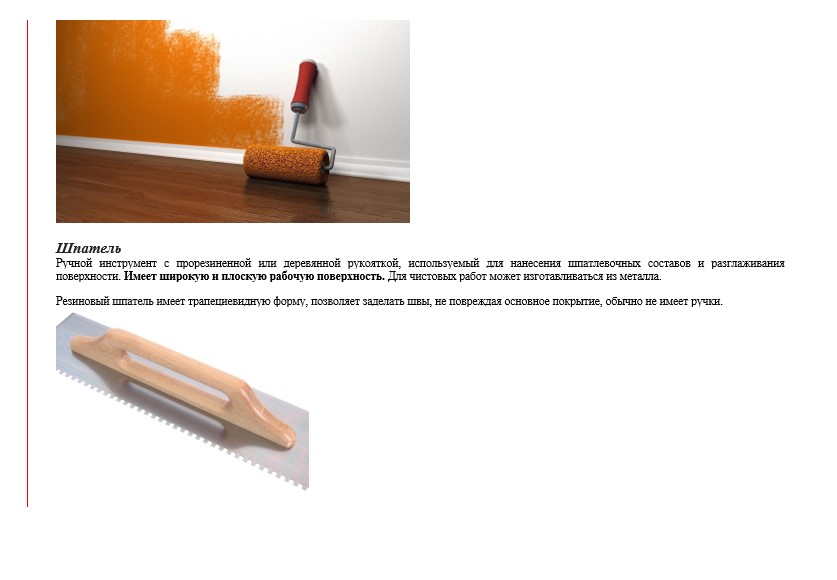 Шпатель
Ручной инструмент с прорезиненной или деревянной рукояткой, используемый для нанесения шпатлевочных составов и разглаживания
поверхности. Имеет широкую и плоскую рабочую поверхность. Для чистовых работ может изготавливаться из металла.
Резиновый шпатель имеет трапециевидную форму, позволяет заделать швы, не повреждая основное покрытие, обычно не имеет ручки.